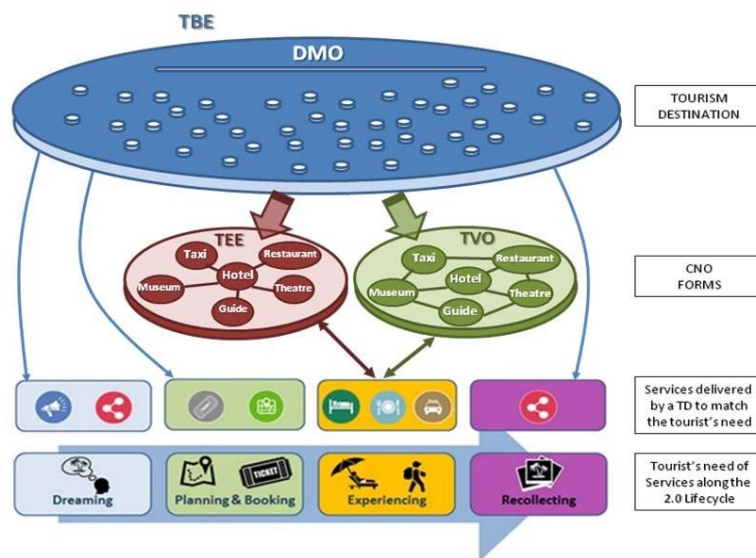 TBE
DMO
TOURISM
DESTINATION
TEE
Taxi
Restaurant
Hotel
Museum
Theatre
Guide
TVO
Taxi
Restaurant
Hotel
Museum
Theatre
Guide
CNO
FORMS
Services delivered
by a TD to match
the tourist's need
Dreaming
TICKET
Planning & Booking
Experiencing
Recollecting
Tourist's need of
Services along the
2.0 Lifecycle